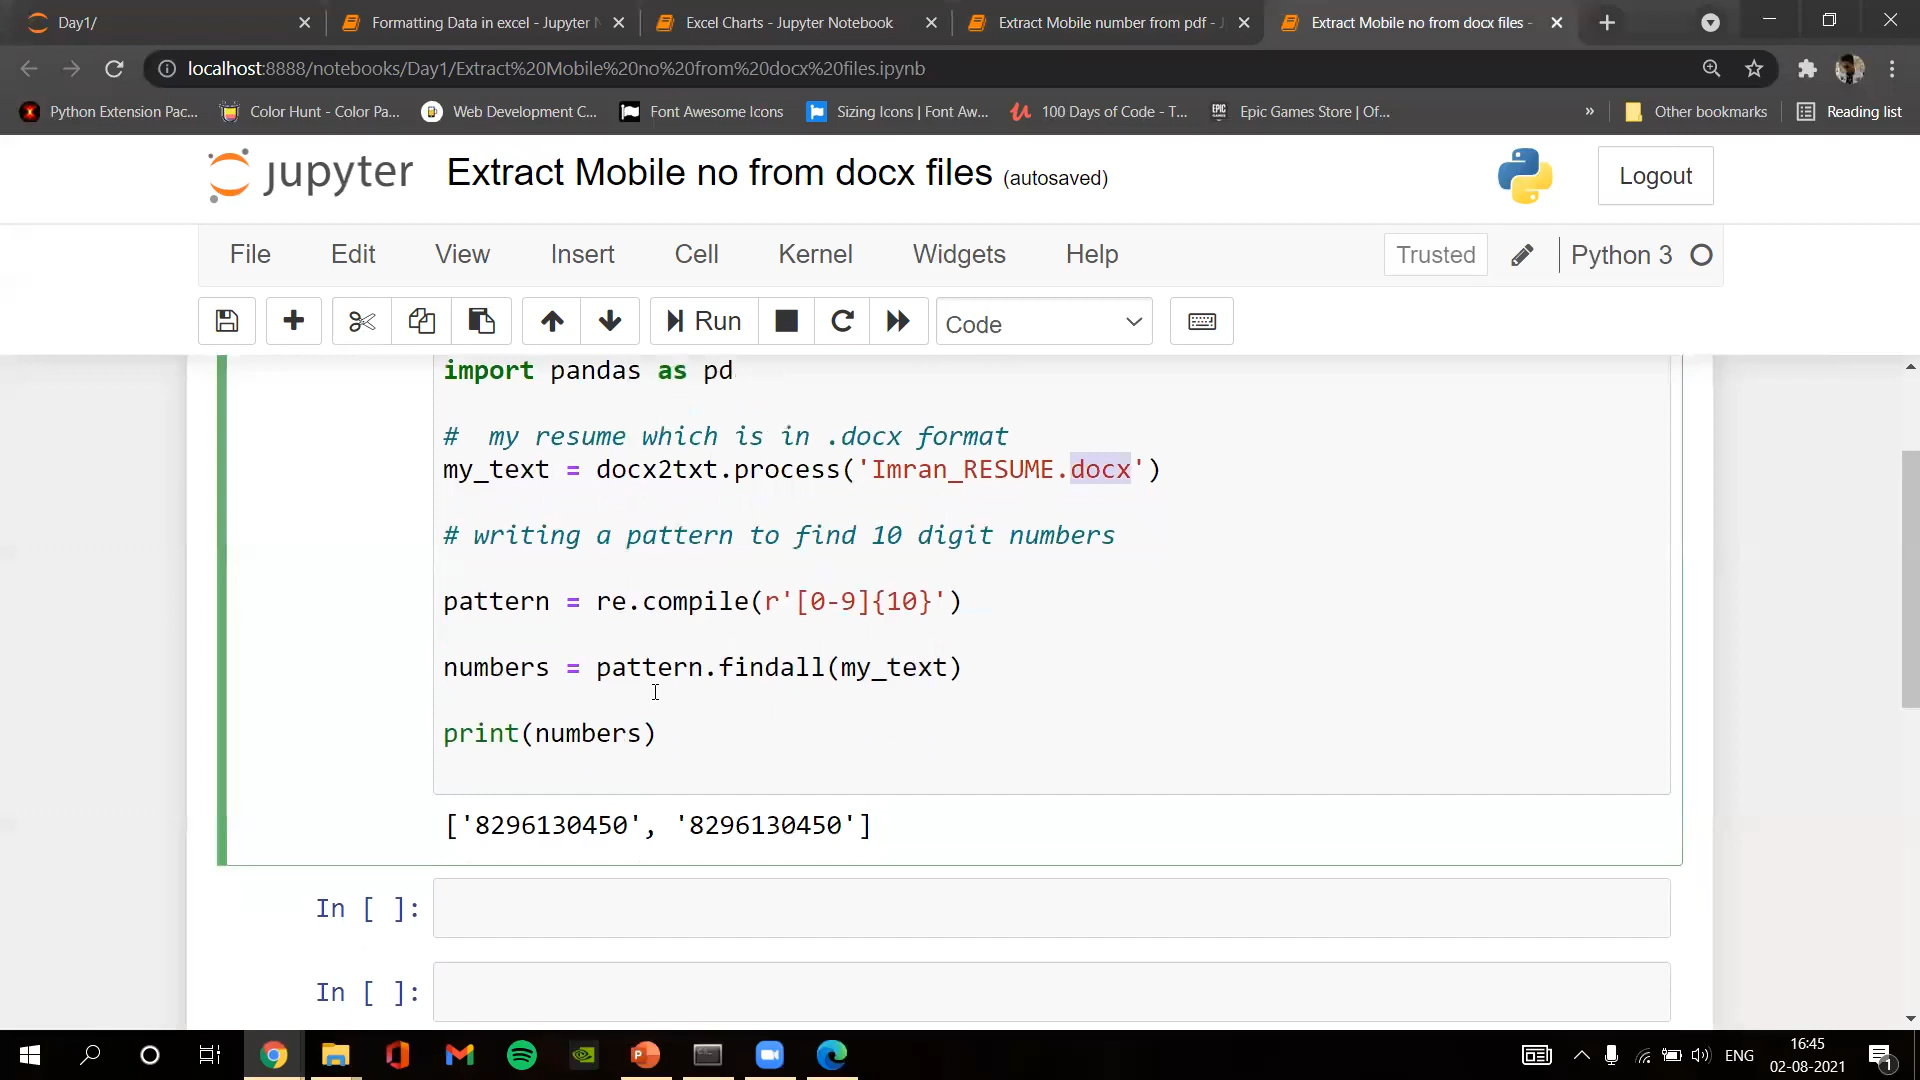 Day1/
Formatting Data in excel - Jupyter N
Excel Charts - Jupyter Notebook
Extract Mobile number from pdf - J
Extract Mobile no from docx files -
localhost:8888/notebooks/Day1/Extract%20Mobile%20no%20from%20docx%20files.ipynb
Python Extension Pac...
Color Hunt - Color Pa...
Web Development C...
Font Awesome Icons
Sizing Icons | Font Aw...
100 Days of Code - T...
EPIC GAMES
Epic Games Store | Of...
»
Other bookmarks
Reading list
jupyter
Extract Mobile no from docx files (autosaved)
Logout
File
Edit
View
Insert
Cell
Kernel
Widgets
Help
Trusted
Python 3
Run
Code
import pandas as pd
#  my resume which is in .docx format
my_text = docx2txt.process('Imran_RESUME.docx')
# writing a pattern to find 10 digit numbers
pattern = re.compile(r'[0-9]{10}')
numbers = pattern.findall(my_text)
print(numbers)
['8296130450', '8296130450']
In [ ]:
In [ ]:
ENG
16:45
02-08-2021
1